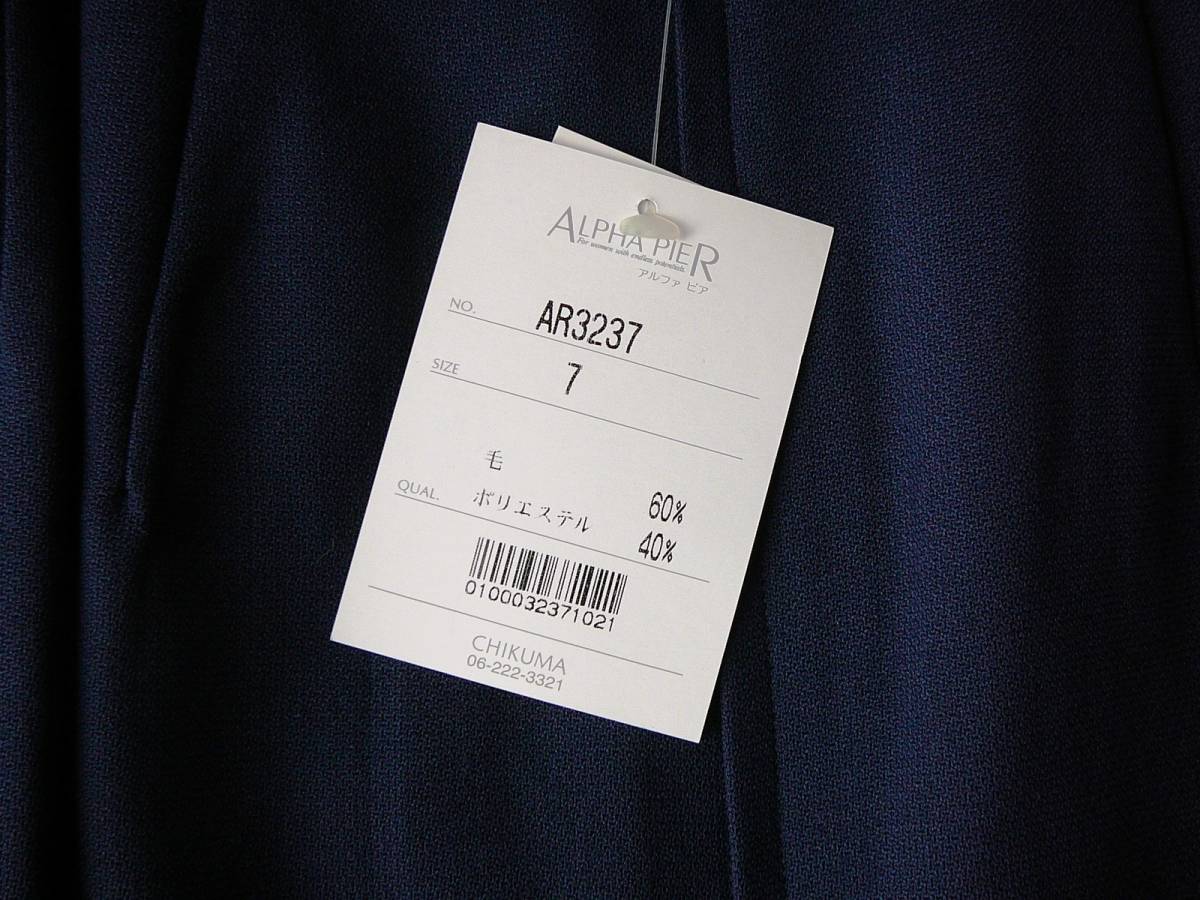 ALPHA PIER
For women with endless potentials.
アルファ ピア
NO. AR3237
SIZE 7
毛 60%
QUAL. ポリエステル 40%
0100032371021
CHIKUMA
06-222-3321